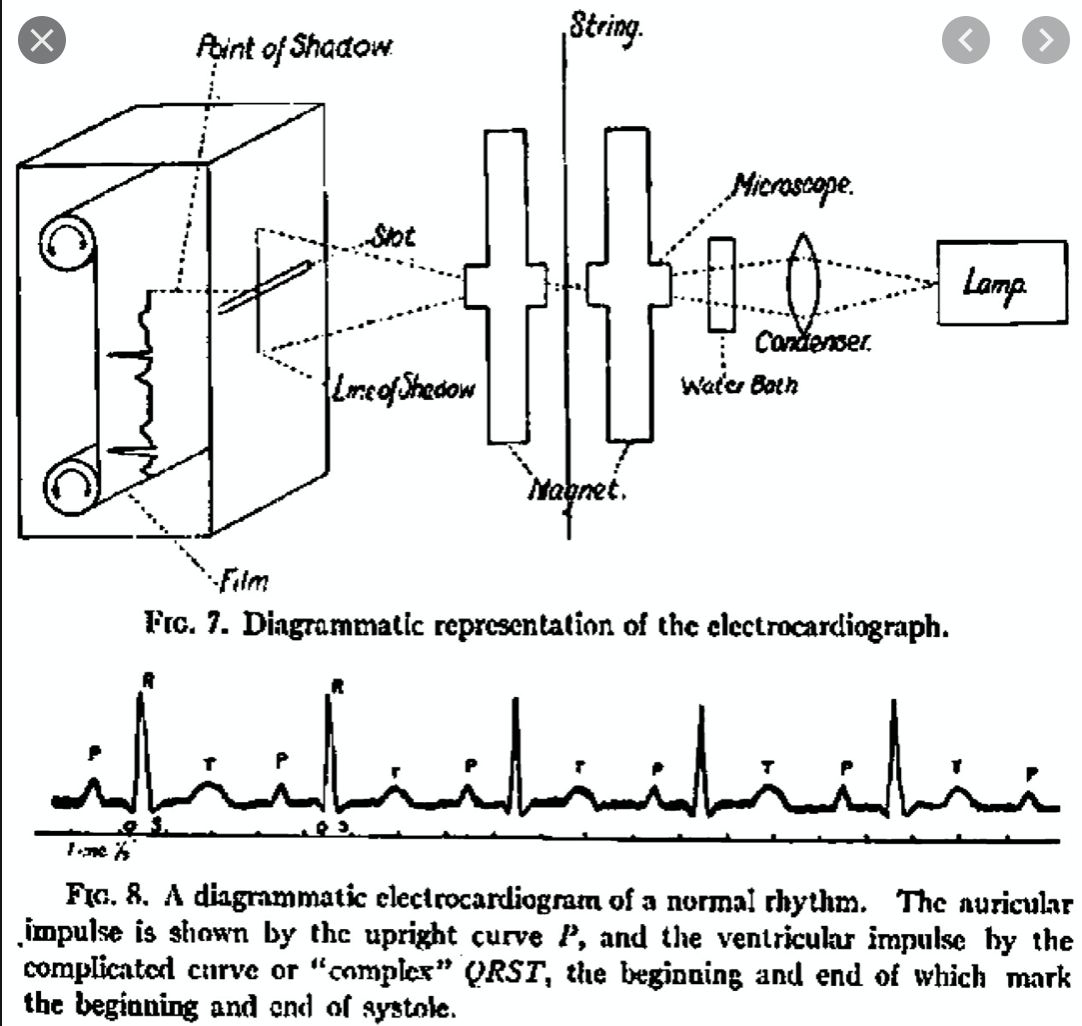 Point of Shadow.
String.
Slot
Microscope.
Lamp.
Condenser.
Line of Shadow
Water Bath
Magnet.
Film
FIG. 7. Diagrammatic representation of the electrocardiograph.
R R
P T P T P T P T P T P
Q S Q S
Time
FIG. 8. A diagrammatic electrocardiogram of a normal rhythm. The auricular
impulse is shown by the upright curve P, and the ventricular impulse by the
complicated curve or "complex" QRST, the beginning and end of which mark
the beginning and end of systole.